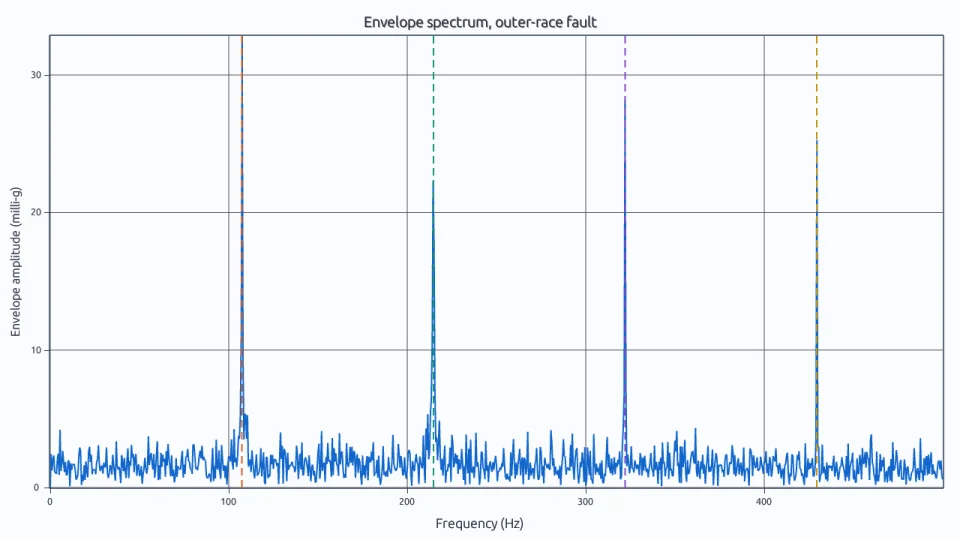 Envelope spectrum, outer-race fault
Envelope amplitude (milli-g)
30
20
10
0
0 100 200 300 400
Frequency (Hz)